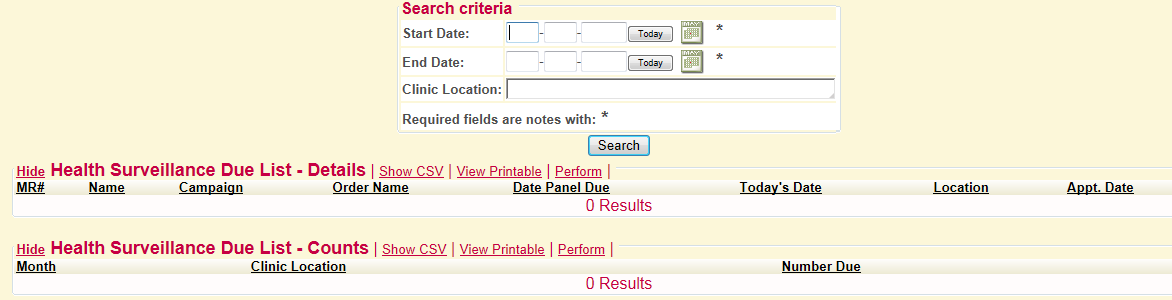 Search criteria
Start Date: - - Today *
End Date: - - Today *
Clinic Location:
Required fields are notes with: *
Search
Hide Health Surveillance Due List - Details | Show CSV | View Printable | Perform |
MR# Name Campaign Order Name Date Panel Due Today's Date Location Appt. Date
0 Results
Hide Health Surveillance Due List - Counts | Show CSV | View Printable | Perform |
Month Clinic Location Number Due
0 Results